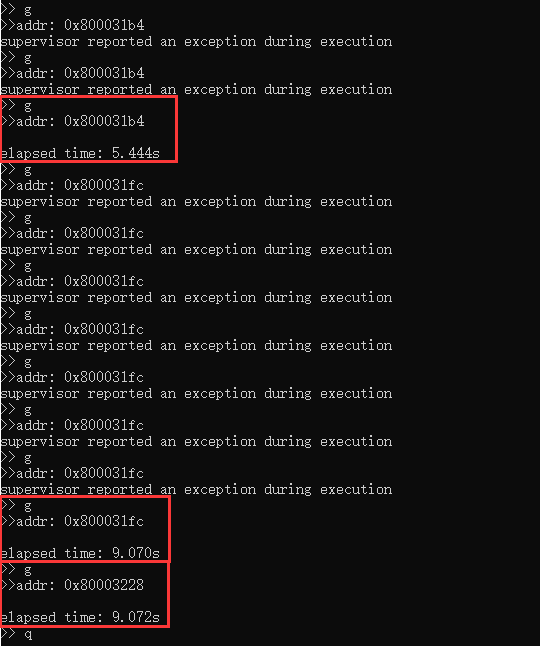 >> g
>>addr: 0x800031b4
supervisor reported an exception during execution
>> g
>>addr: 0x800031b4
supervisor reported an exception during execution
>> g
>>addr: 0x800031b4
elapsed time: 5.444s
>> g
>>addr: 0x800031fc
supervisor reported an exception during execution
>> g
>>addr: 0x800031fc
supervisor reported an exception during execution
>> g
>>addr: 0x800031fc
supervisor reported an exception during execution
>> g
>>addr: 0x800031fc
supervisor reported an exception during execution
>> g
>>addr: 0x800031fc
supervisor reported an exception during execution
>> g
>>addr: 0x800031fc
supervisor reported an exception during execution
>> g
>>addr: 0x800031fc
supervisor reported an exception during execution
>> g
>>addr: 0x800031fc
elapsed time: 9.070s
>> g
>>addr: 0x80003228
elapsed time: 9.072s
>> q